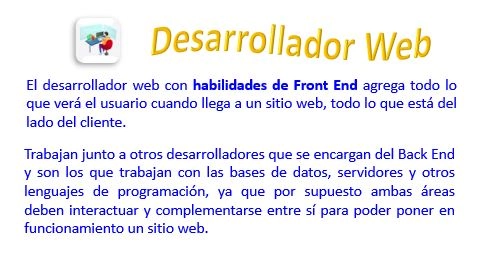 Desarrollador Web
El desarrollador web con habilidades de Front End agrega todo lo
que verá el usuario cuando llega a un sitio web, todo lo que está del
lado del cliente.
Trabajan junto a otros desarrolladores que se encargan del Back End
y son los que trabajan con las bases de datos, servidores y otros
lenguajes de programación, ya que por supuesto ambas áreas
deben interactuar y complementarse entre sí para poder poner en
funcionamiento un sitio web.